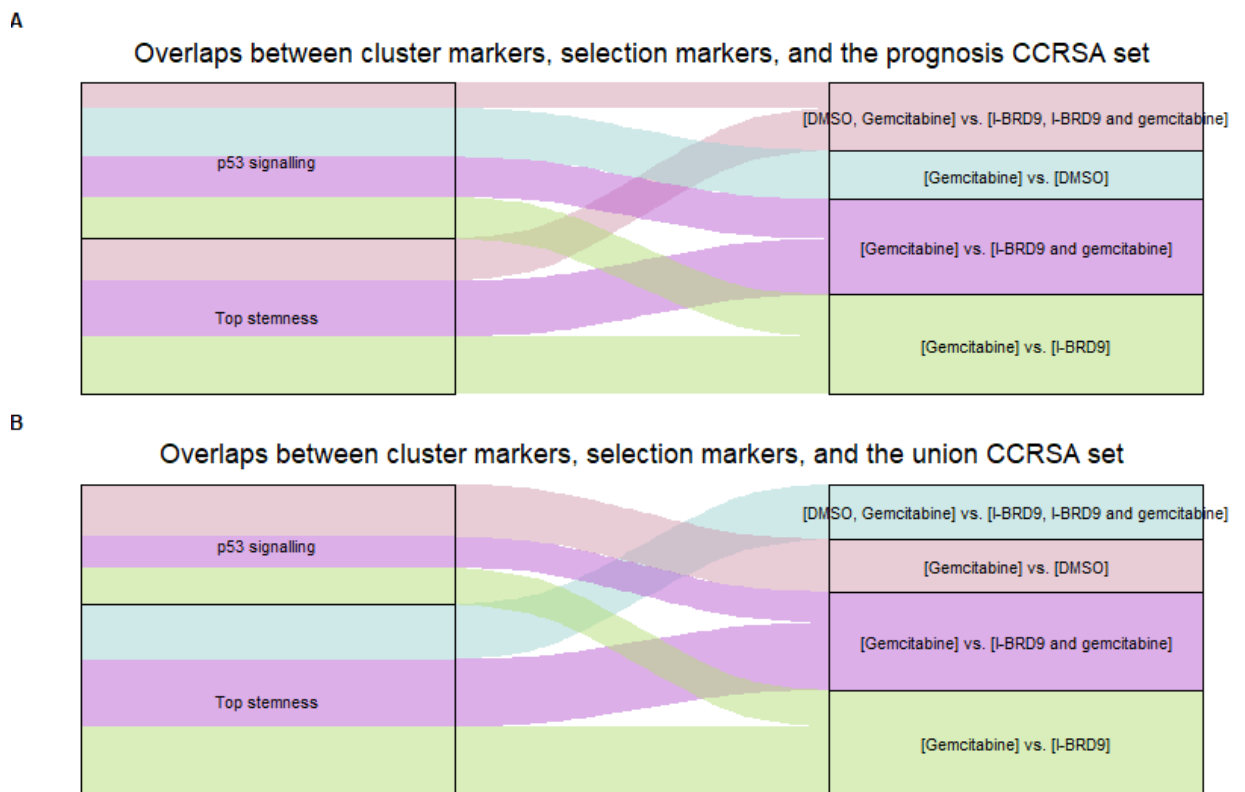 A
Overlaps between cluster markers, selection markers, and the prognosis CCRSA set
[DMSO, Gemcitabine] vs. [I-BRD9, I-BRD9 and gemcitabine]
p53 signalling
[Gemcitabine] vs. [DMSO]
[Gemcitabine] vs. [I-BRD9 and gemcitabine]
Top stemness
[Gemcitabine] vs. [I-BRD9]
B
Overlaps between cluster markers, selection markers, and the union CCRSA set
[DMSO, Gemcitabine] vs. [I-BRD9, I-BRD9 and gemcitabine]
p53 signalling
[Gemcitabine] vs. [DMSO]
[Gemcitabine] vs. [I-BRD9 and gemcitabine]
Top stemness
[Gemcitabine] vs. [I-BRD9]